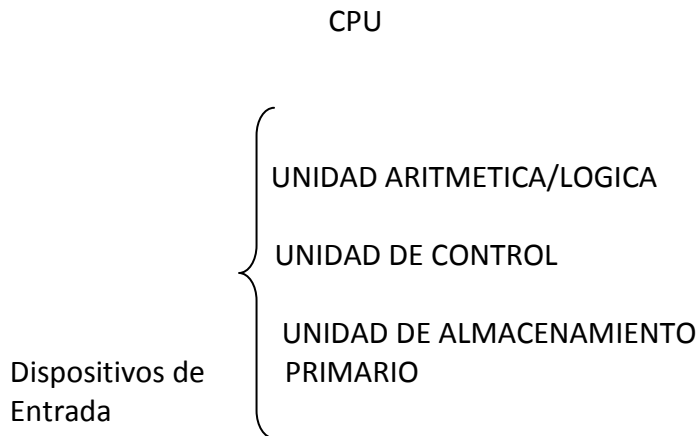 CPU
UNIDAD ARITMETICA/LOGICA
UNIDAD DE CONTROL
UNIDAD DE ALMACENAMIENTO
PRIMARIO
Dispositivos de
Entrada